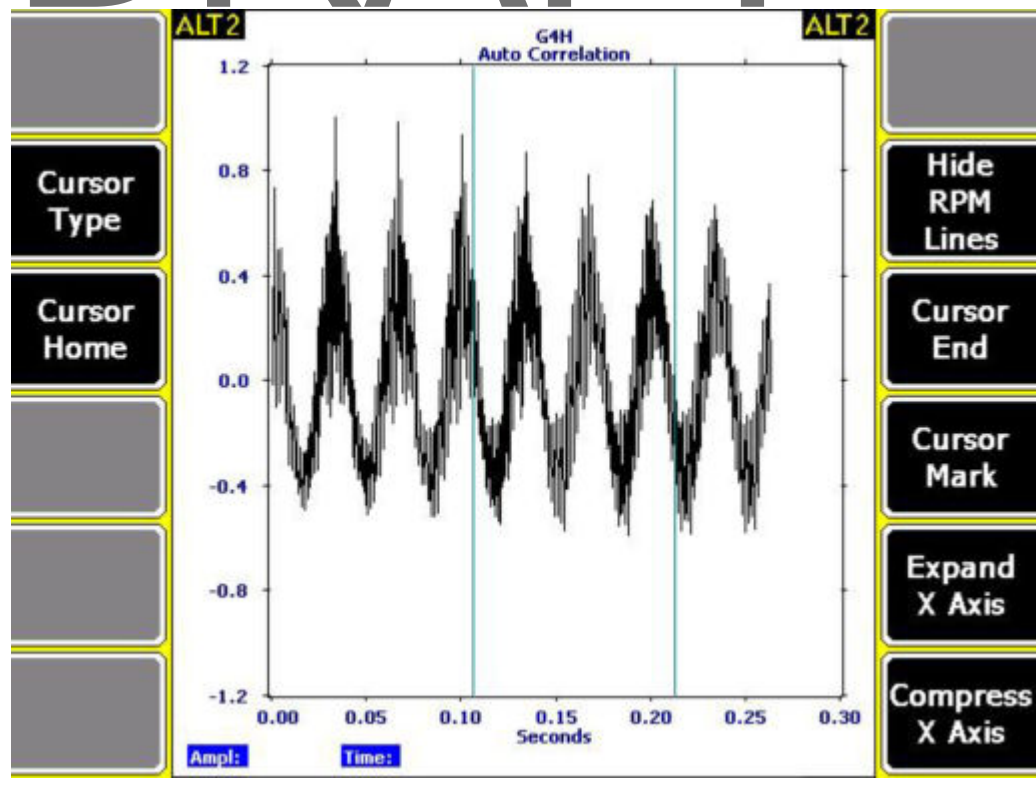 ALT2
ALT2
G4H
Auto Correlation
Cursor
Type
Cursor
Home
Hide
RPM
Lines
Cursor
End
Cursor
Mark
Expand
X Axis
Compress
X Axis
1.2
0.8
0.4
0.0
-0.4
-0.8
-1.2
0.00
0.05
0.10
0.15
0.20
0.25
0.30
Seconds
Ampl:
Time: